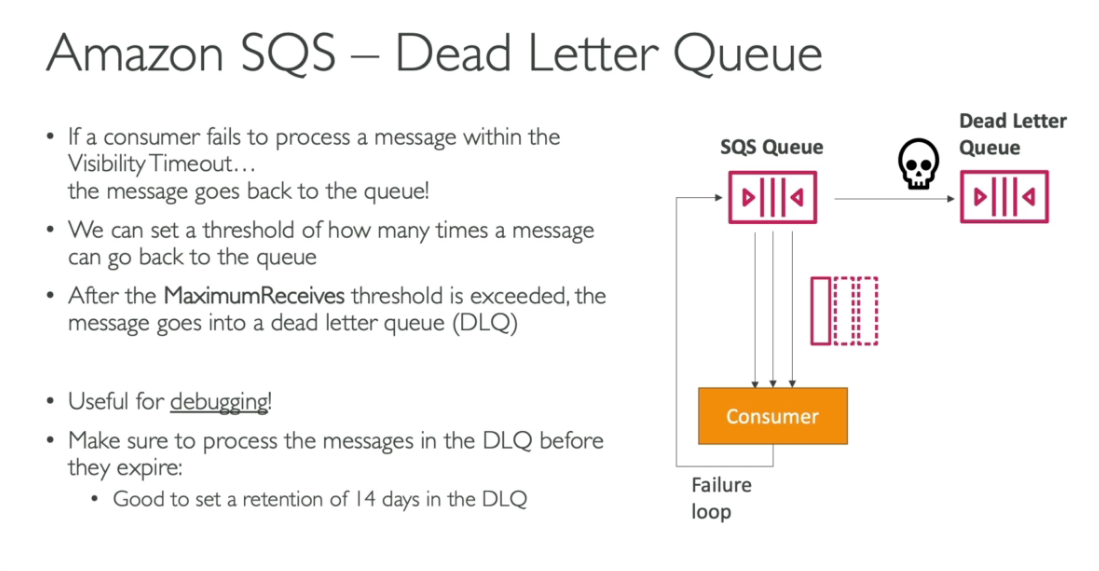 Amazon SQS – Dead Letter Queue
• If a consumer fails to process a message within the
Visibility Timeout…
the message goes back to the queue!
• We can set a threshold of how many times a message
can go back to the queue
• After the MaximumReceives threshold is exceeded, the
message goes into a dead letter queue (DLQ)
• Useful for debugging!
• Make sure to process the messages in the DLQ before
they expire:
• Good to set a retention of 14 days in the DLQ
SQS Queue
Dead Letter
Queue
Consumer
Failure
loop